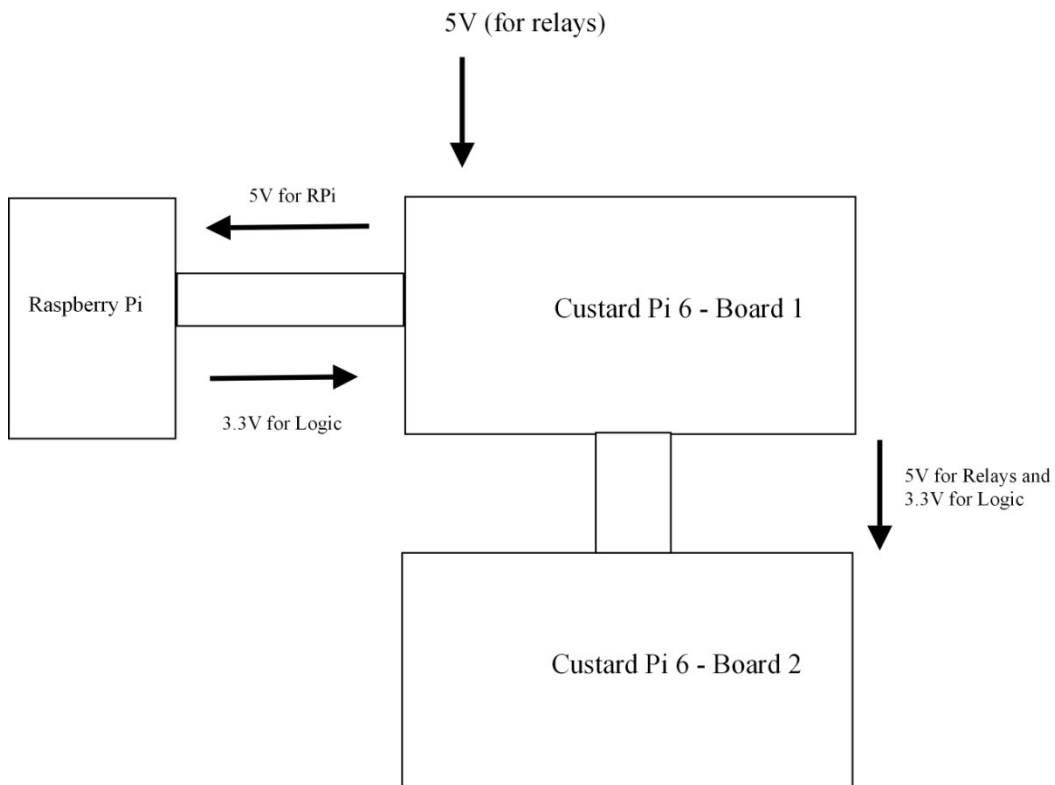 5V (for relays)
5V for RPi
Raspberry Pi
Custard Pi 6 - Board 1
3.3V for Logic
5V for Relays and
3.3V for Logic
Custard Pi 6 - Board 2